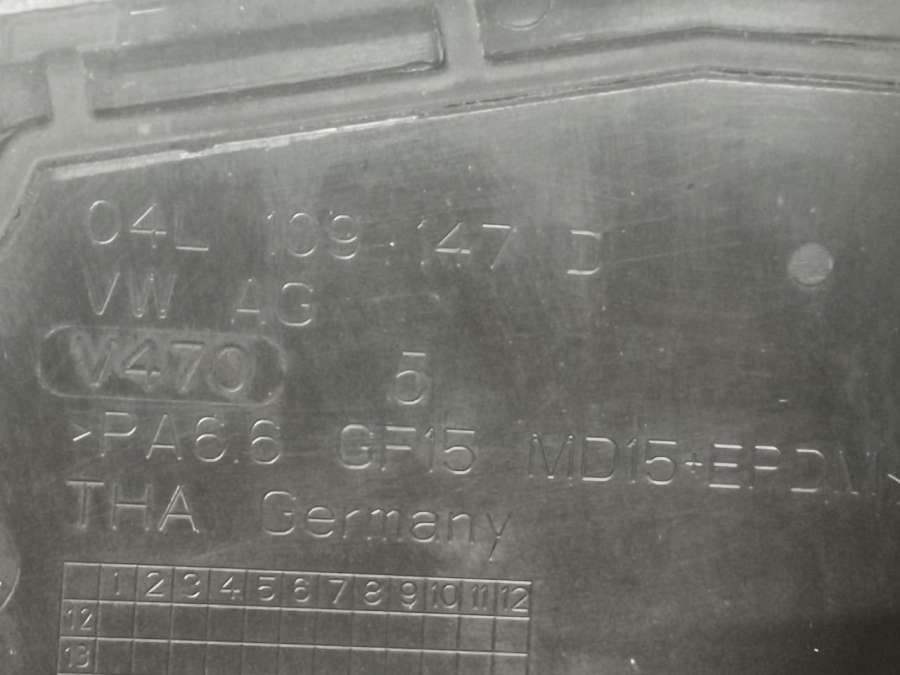 04L 109 147 D
VW AG
V470 5
>PA6.6 GF15 MD15+EPDM<
THA Germany
1 2 3 4 5 6 7 8 9 10 11 12
12
13